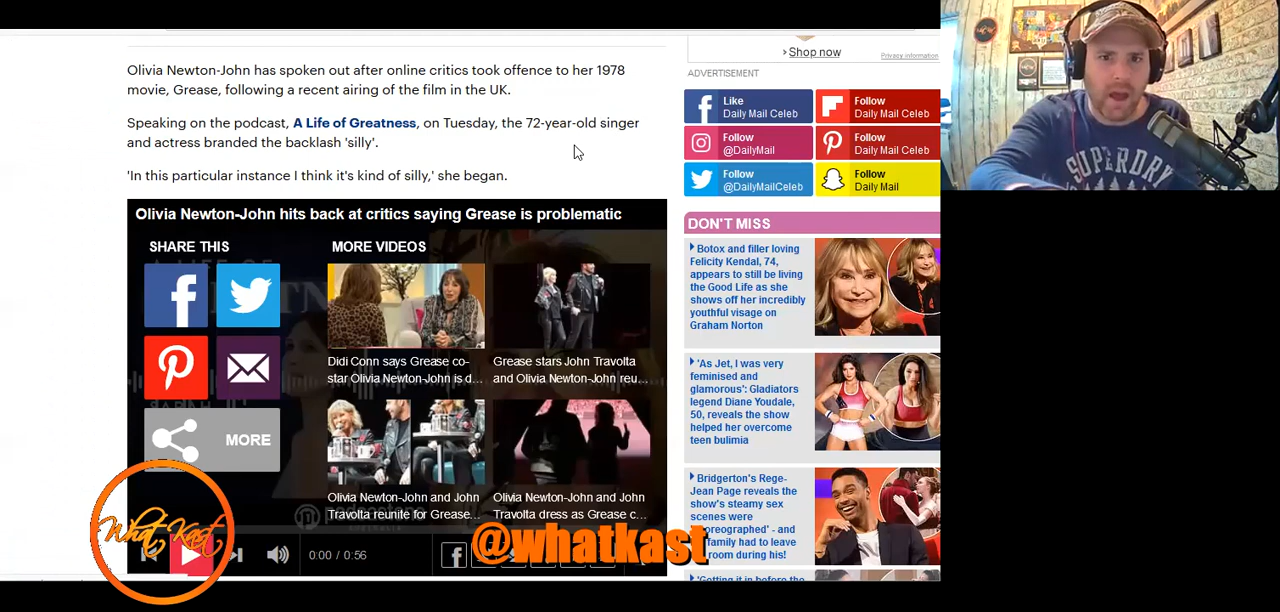 Olivia Newton-John has spoken out after online critics took offence to her 1978
movie, Grease, following a recent airing of the film in the UK.
Speaking on the podcast, A Life of Greatness, on Tuesday, the 72-year-old singer
and actress branded the backlash 'silly'.
'In this particular instance I think it's kind of silly,' she began.
Olivia Newton-John hits back at critics saying Grease is problematic
SHARE THIS
MORE VIDEOS
Didi Conn says Grease co-
star Olivia Newton-John is d...
Grease stars John Travolta
and Olivia Newton-John reu...
MORE
Olivia Newton-John and John
Travolta reunite for Grease...
Olivia Newton-John and John
Travolta dress as Grease c...
0:00 / 0:56
What Kast
@whatkast
Shop now
Privacy information
ADVERTISEMENT
Like
Daily Mail Celeb
Follow
Daily Mail Celeb
Follow
@DailyMail
Follow
Daily Mail Celeb
Follow
@DailyMailCeleb
Follow
Daily Mail
DON'T MISS
Botox and filler loving
Felicity Kendal, 74,
appears to still be living
the Good Life as she
shows off her incredibly
youthful visage on
Graham Norton
'As Jet, I was very
feminised and
glamorous': Gladiators
legend Diane Youdale,
50, reveals the show
helped her overcome
teen bulimia
Bridgerton's Rege-
Jean Page reveals the
show's steamy sex
scenes were
choreographed' - and
family had to leave
room during his!
'Getting it in before the
SUPERDRY